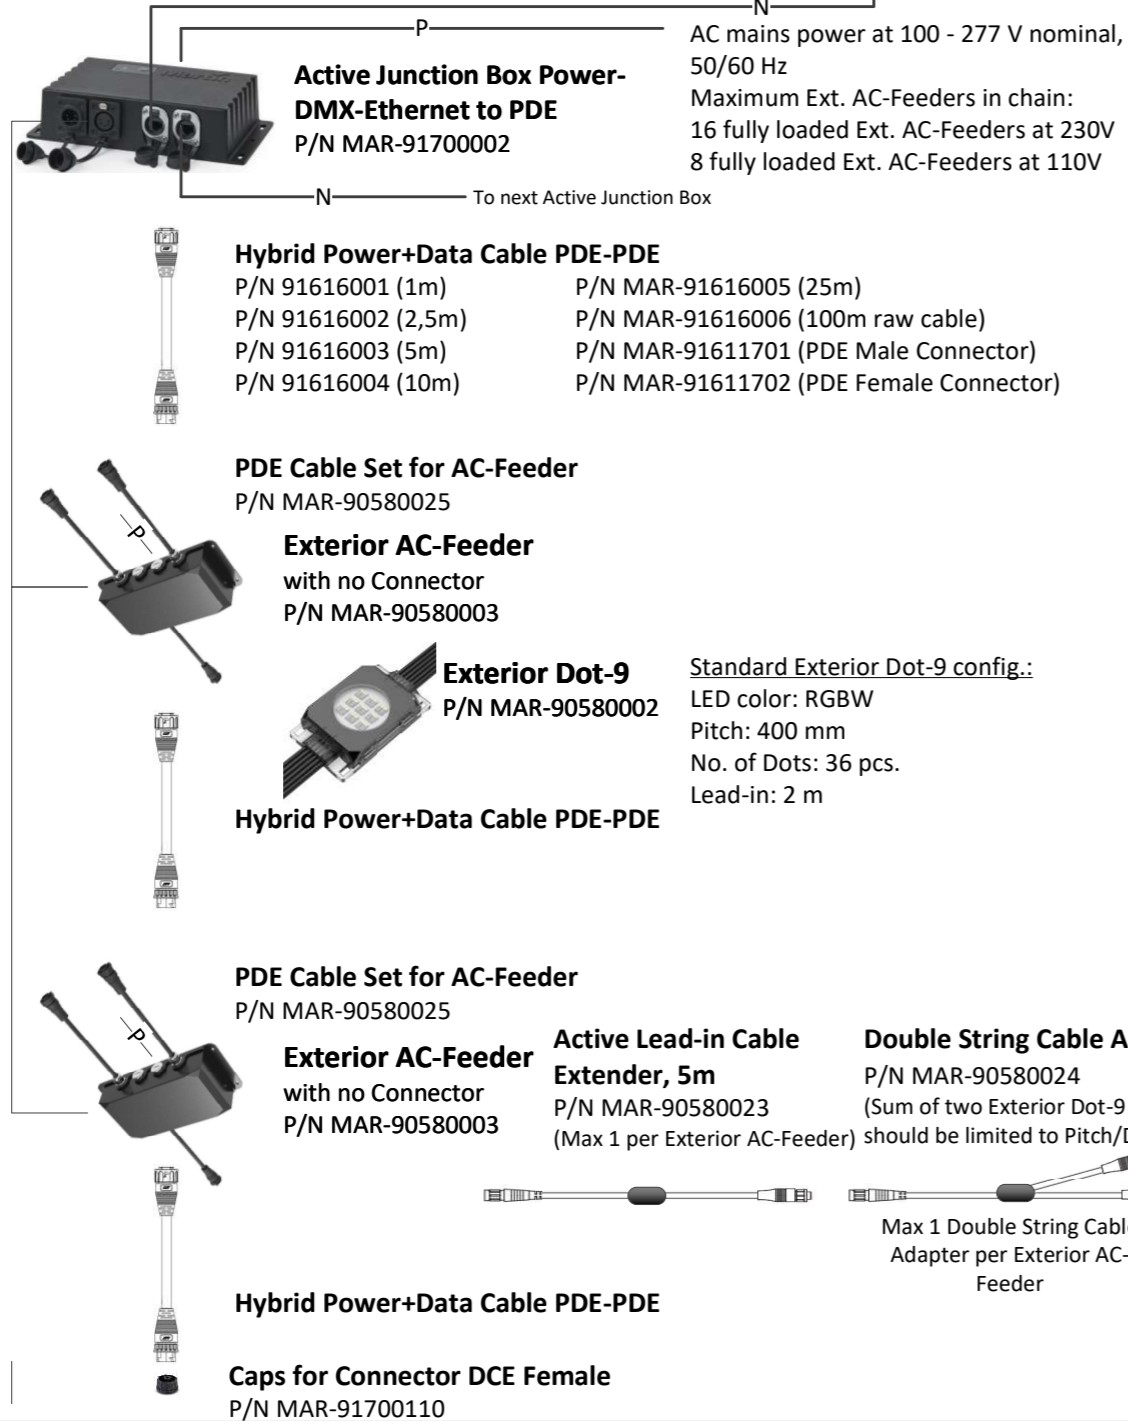 N
P
AC mains power at 100 - 277 V nominal,
50/60 Hz
Maximum Ext. AC-Feeders in chain:
16 fully loaded Ext. AC-Feeders at 230V
8 fully loaded Ext. AC-Feeders at 110V
Active Junction Box Power-
DMX-Ethernet to PDE
P/N MAR-91700002
N
To next Active Junction Box
Hybrid Power+Data Cable PDE-PDE
P/N 91616001 (1m)
P/N 91616002 (2,5m)
P/N 91616003 (5m)
P/N 91616004 (10m)
P/N MAR-91616005 (25m)
P/N MAR-91616006 (100m raw cable)
P/N MAR-91611701 (PDE Male Connector)
P/N MAR-91611702 (PDE Female Connector)
PDE Cable Set for AC-Feeder
P/N MAR-90580025
P
Exterior AC-Feeder
with no Connector
P/N MAR-90580003
Exterior Dot-9
P/N MAR-90580002
Standard Exterior Dot-9 config.:
LED color: RGBW
Pitch: 400 mm
No. of Dots: 36 pcs.
Lead-in: 2 m
Hybrid Power+Data Cable PDE-PDE
PDE Cable Set for AC-Feeder
P/N MAR-90580025
P
Exterior AC-Feeder
with no Connector
P/N MAR-90580003
Active Lead-in Cable
Extender, 5m
P/N MAR-90580023
(Max 1 per Exterior AC-Feeder)
Double String Cable A
P/N MAR-90580024
(Sum of two Exterior Dot-9
should be limited to Pitch/
Max 1 Double String Cabl
Adapter per Exterior AC-
Feeder
Hybrid Power+Data Cable PDE-PDE
Caps for Connector DCE Female
P/N MAR-91700110